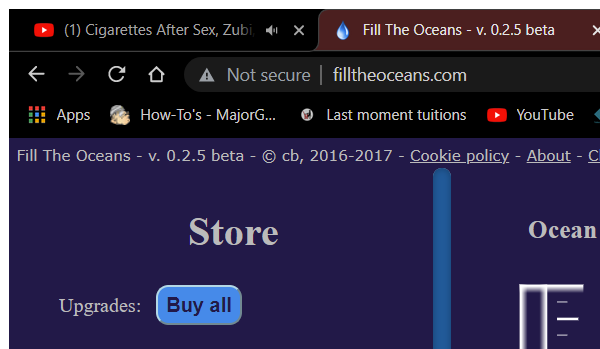 (1) Cigarettes After Sex, Zubi
Fill The Oceans - v. 0.2.5 beta
Not secure | filltheoceans.com
Apps How-To's - MajorG... Last moment tuitions YouTube
Fill The Oceans - v. 0.2.5 beta - © cb, 2016-2017 - Cookie policy - About -
Store
Ocean
Upgrades: Buy all